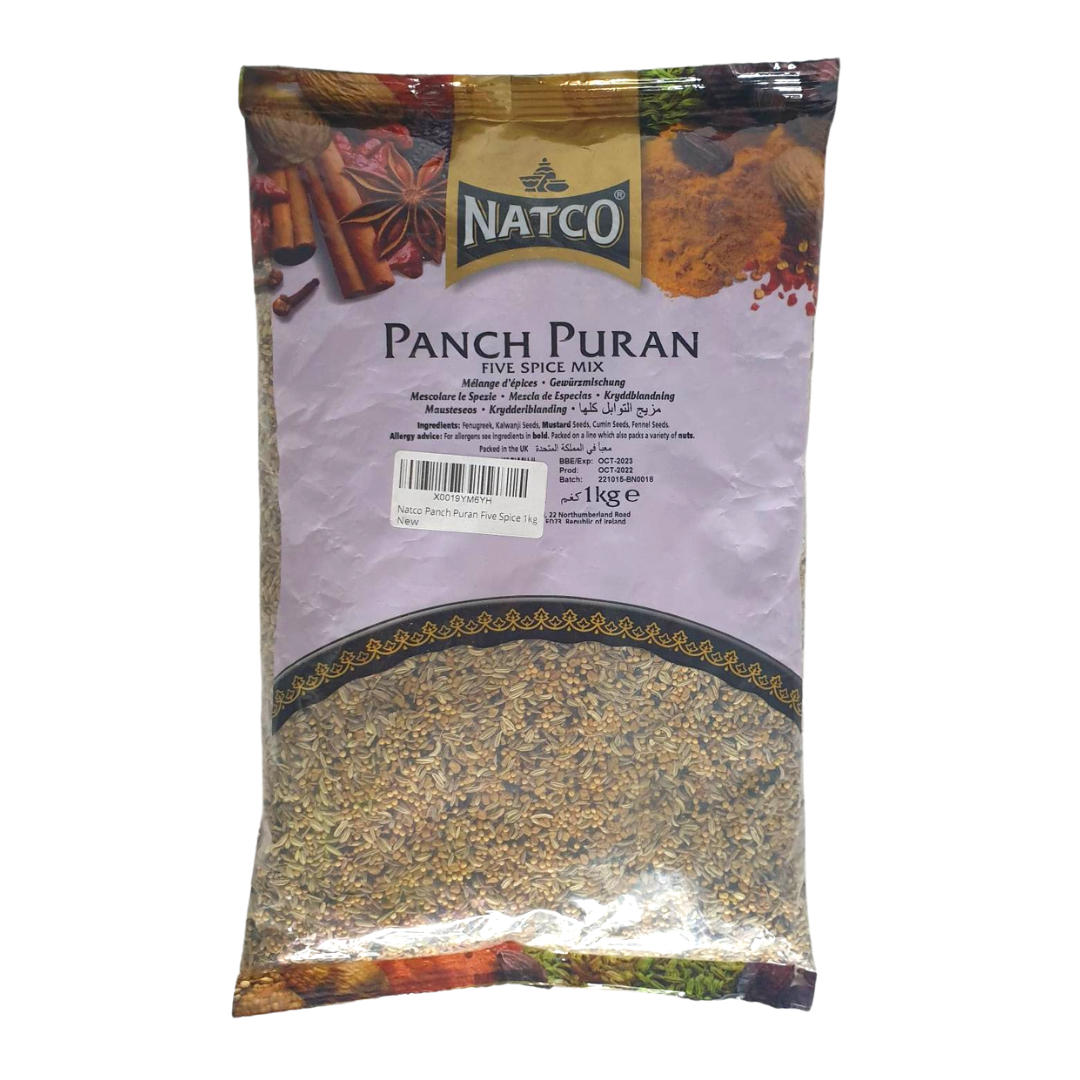 NATCO®
PANCH PURAN
FIVE SPICE MIX
Mélange d'épices • Gewürzmischung
Mescolare le Spezie • Mezcla de Especias • Kryddblandning
Mausteseos • Krydderiblanding • مزيج التوابل كلها
Ingredients: Fenugreek, Kalwanji Seeds, Mustard Seeds, Cumin Seeds, Fennel Seeds.
Allergy advice: For allergens see ingredients in bold. Packed on a line which also packs a variety of nuts.
Packed in the UK معبأ في المملكة المتحدة
BBE/Exp: OCT-2023
Prod: OCT-2022
Batch: 221015-BN0018
كغم 1kg e
, 22 Northumberland Road
ED73, Republic of Ireland
X0019YM6YH
Natco Panch Puran Five Spice 1kg
New